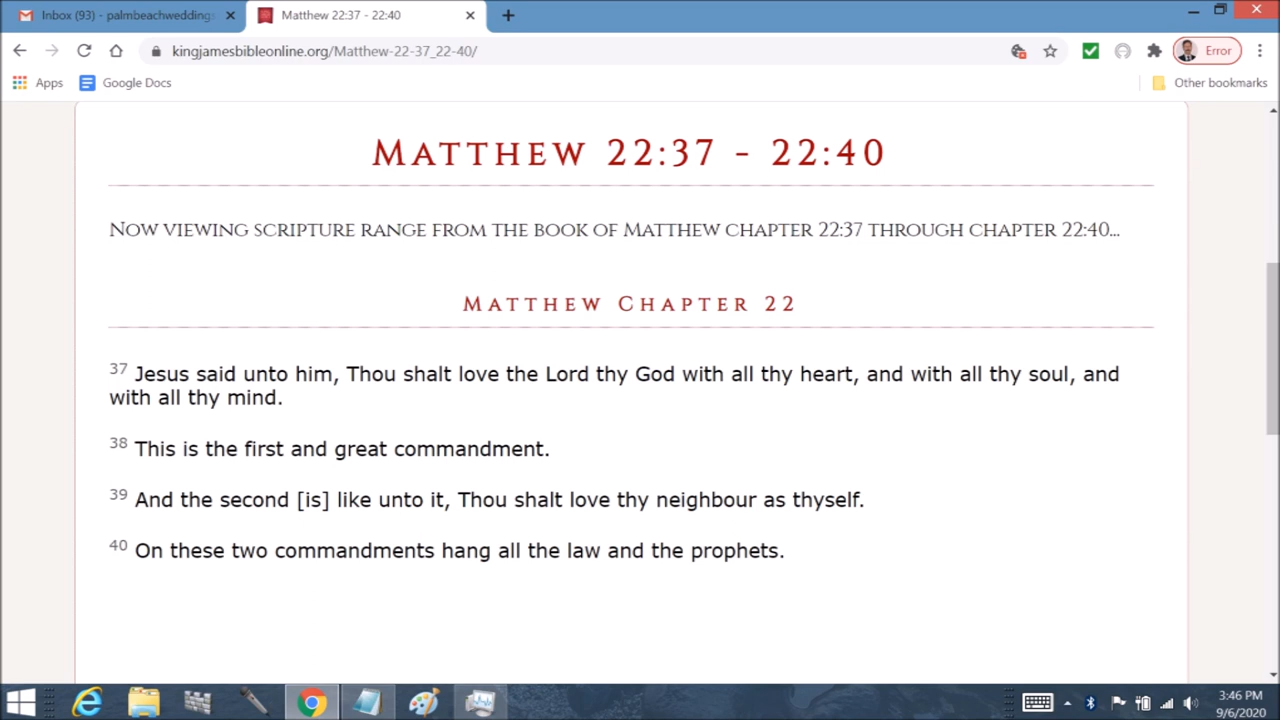 Inbox (93) - palmbeachwedding
Matthew 22:37 - 22:40
kingjamesbibleonline.org/Matthew-22-37_22-40/
Error
Apps
Google Docs
Other bookmarks
Matthew 22:37 - 22:40
Now viewing scripture range from the book of Matthew chapter 22:37 through chapter 22:40...
Matthew Chapter 22
37 Jesus said unto him, Thou shalt love the Lord thy God with all thy heart, and with all thy soul, and
with all thy mind.
38 This is the first and great commandment.
39 And the second [is] like unto it, Thou shalt love thy neighbour as thyself.
40 On these two commandments hang all the law and the prophets.
3:46 PM
9/6/2020